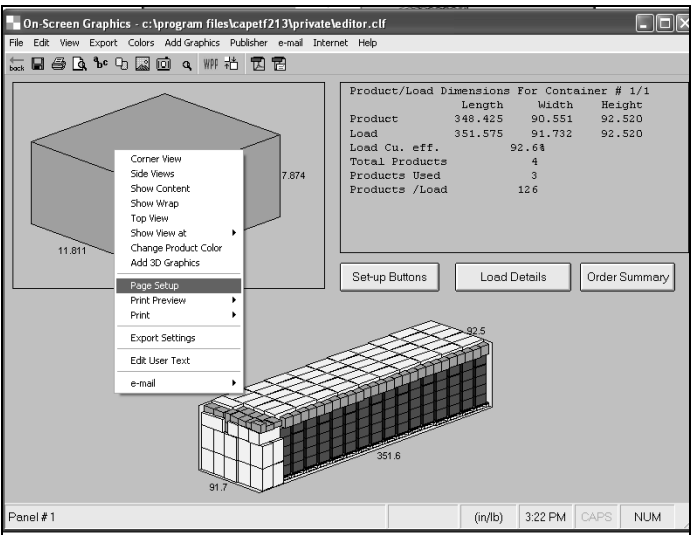 On-Screen Graphics - c:\program files\capetf213\private\editor.clf
File Edit View Export Colors Add Graphics Publisher e-mail Internet Help
back abc WPF
Product/Load Dimensions For Container # 1/1
Length Width Height
Product 348.425 90.551 92.520
Load 351.575 91.732 92.520
Load Cu. eff. 92.6%
Total Products 4
Products Used 3
Products /Load 126
7.874
11.811
Corner View
Side Views
Show Content
Show Wrap
Top View
Show View at
Change Product Color
Add 3D Graphics
Page Setup
Print Preview
Print
Export Settings
Edit User Text
e-mail
Set-up Buttons Load Details Order Summary
92.5
351.6
91.7
Panel # 1 (in/lb) 3:22 PM CAPS NUM